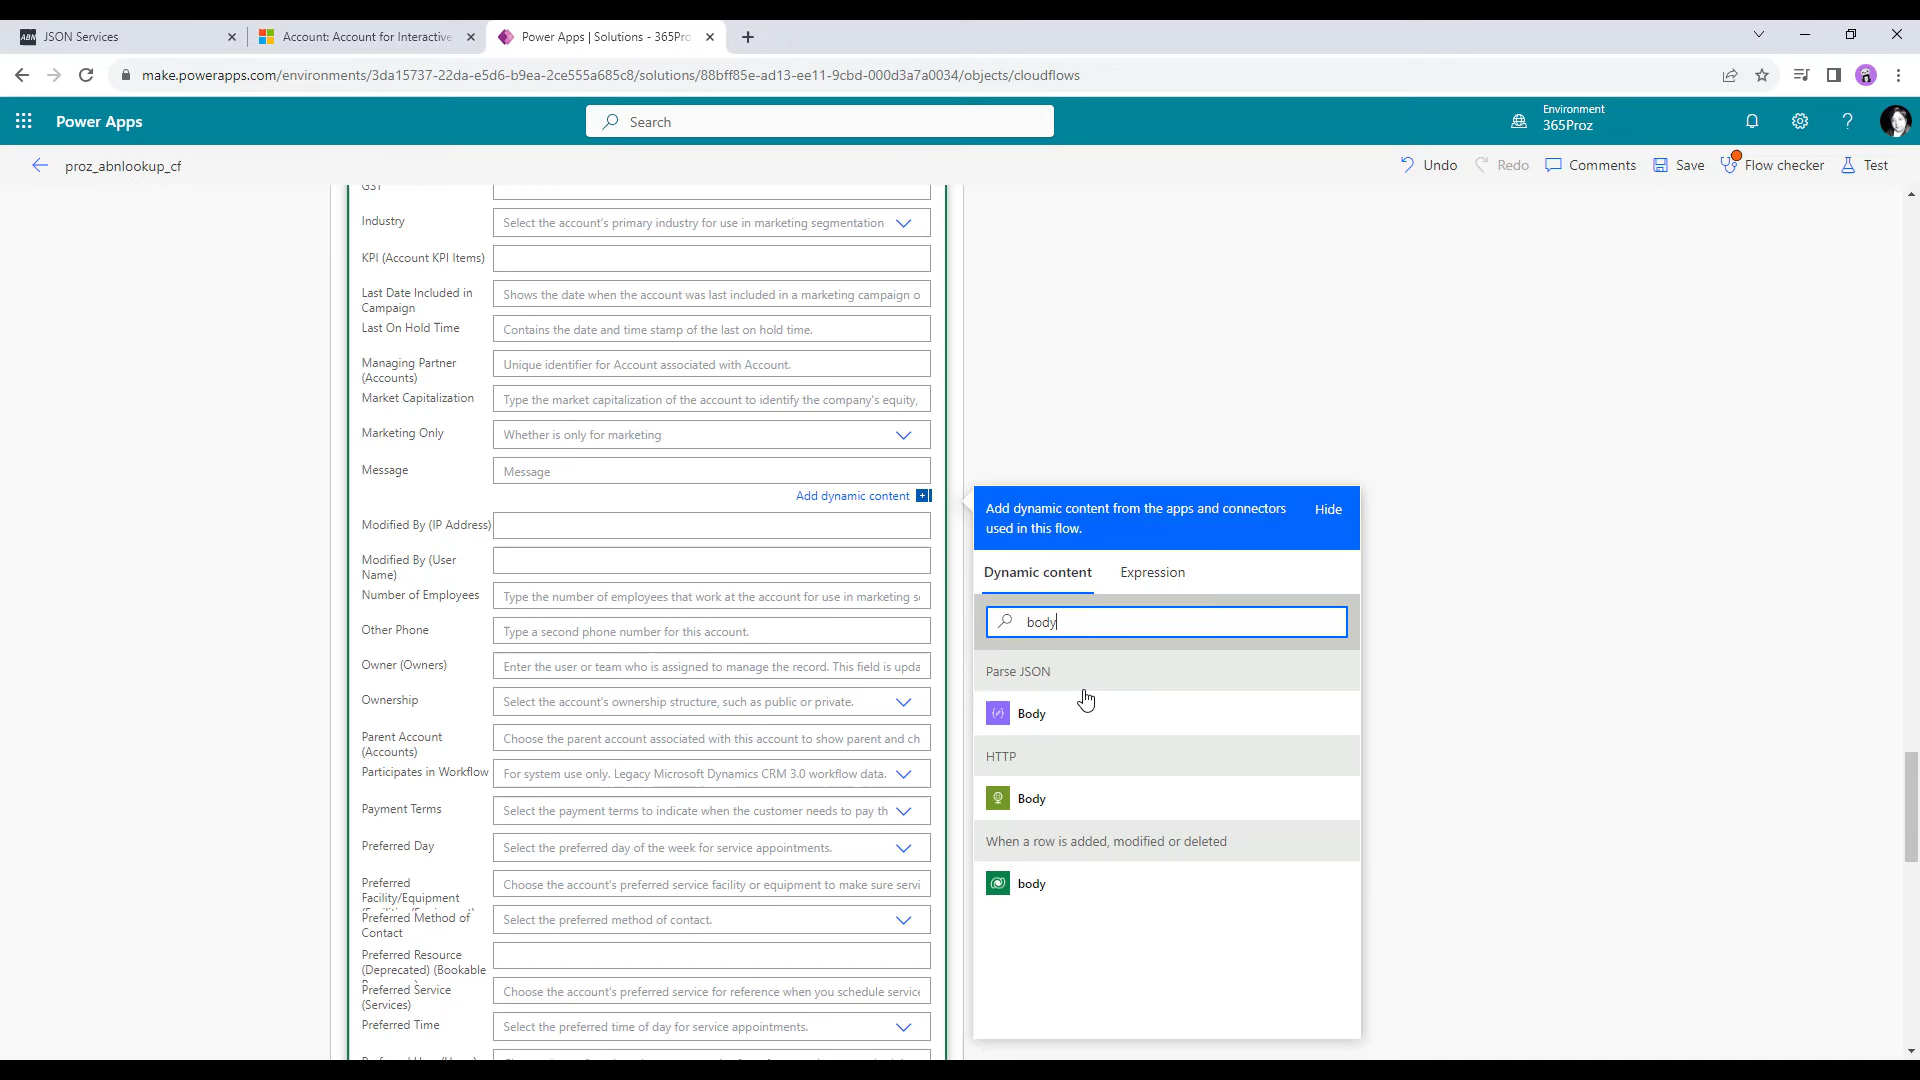 JSON Services
Account: Account for Interactive
Power Apps | Solutions - 365Pro
make.powerapps.com/environments/3da15737-22da-e5d6-b9ea-2ce555a685c8/solutions/88bff85e-ad13-ee11-9cbd-000d3a7a0034/objects/cloudflows
Power Apps
Search
Environment
365Proz
proz_abnlookup_cf
Undo
Redo
Comments
Save
Flow checker
Test
GST
Industry
Select the account's primary industry for use in marketing segmentation
KPI (Account KPI Items)
Last Date Included in
Campaign
Shows the date when the account was last included in a marketing campaign o
Last On Hold Time
Contains the date and time stamp of the last on hold time.
Managing Partner
(Accounts)
Unique identifier for Account associated with Account.
Market Capitalization
Type the market capitalization of the account to identify the company's equity,
Marketing Only
Whether is only for marketing
Message
Message
Add dynamic content
Modified By (IP Address)
Modified By (User
Name)
Number of Employees
Type the number of employees that work at the account for use in marketing s
Other Phone
Type a second phone number for this account.
Owner (Owners)
Enter the user or team who is assigned to manage the record. This field is upda
Ownership
Select the account's ownership structure, such as public or private.
Parent Account
(Accounts)
Choose the parent account associated with this account to show parent and ch
Participates in Workflow
For system use only. Legacy Microsoft Dynamics CRM 3.0 workflow data.
Payment Terms
Select the payment terms to indicate when the customer needs to pay th
Preferred Day
Select the preferred day of the week for service appointments.
Preferred
Facility/Equipment
Choose the account's preferred service facility or equipment to make sure servi
Preferred Method of
Contact
Select the preferred method of contact.
Preferred Resource
(Deprecated) (Bookable
Preferred Service
(Services)
Choose the account's preferred service for reference when you schedule service
Preferred Time
Select the preferred time of day for service appointments.
Add dynamic content from the apps and connectors
used in this flow.
Hide
Dynamic content
Expression
body
Parse JSON
Body
HTTP
Body
When a row is added, modified or deleted
body